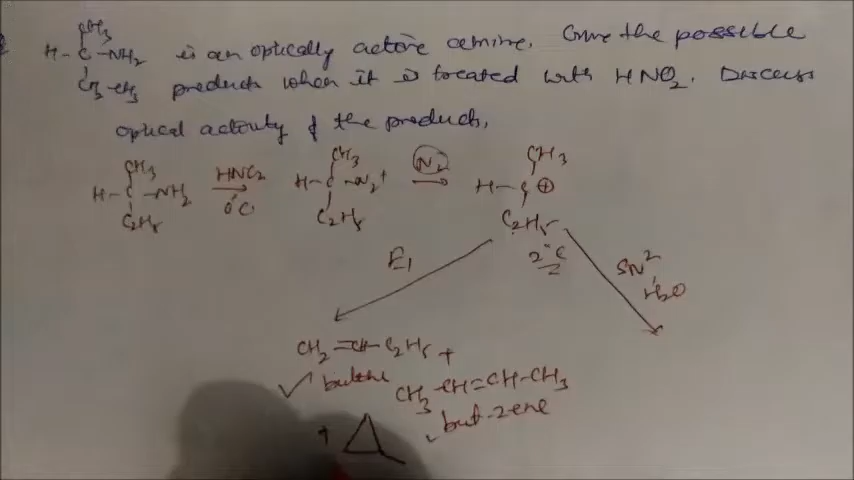 CH3
H-C-NH2 is an optically active amine. Give the possible
CH2-CH3 products when it is treated with HNO2. Discuss
optical activity of the products.
CH3 HNO2 CH3 N2 CH3
H-C-NH2 H-C-N2+ H-C ⊕
C2H5 0°C C2H5 C2H5
2°C
E1 SN2
H2O
CH2=CH-C2H5 +
butene CH3-CH=CH-CH3
but-2-ene
+